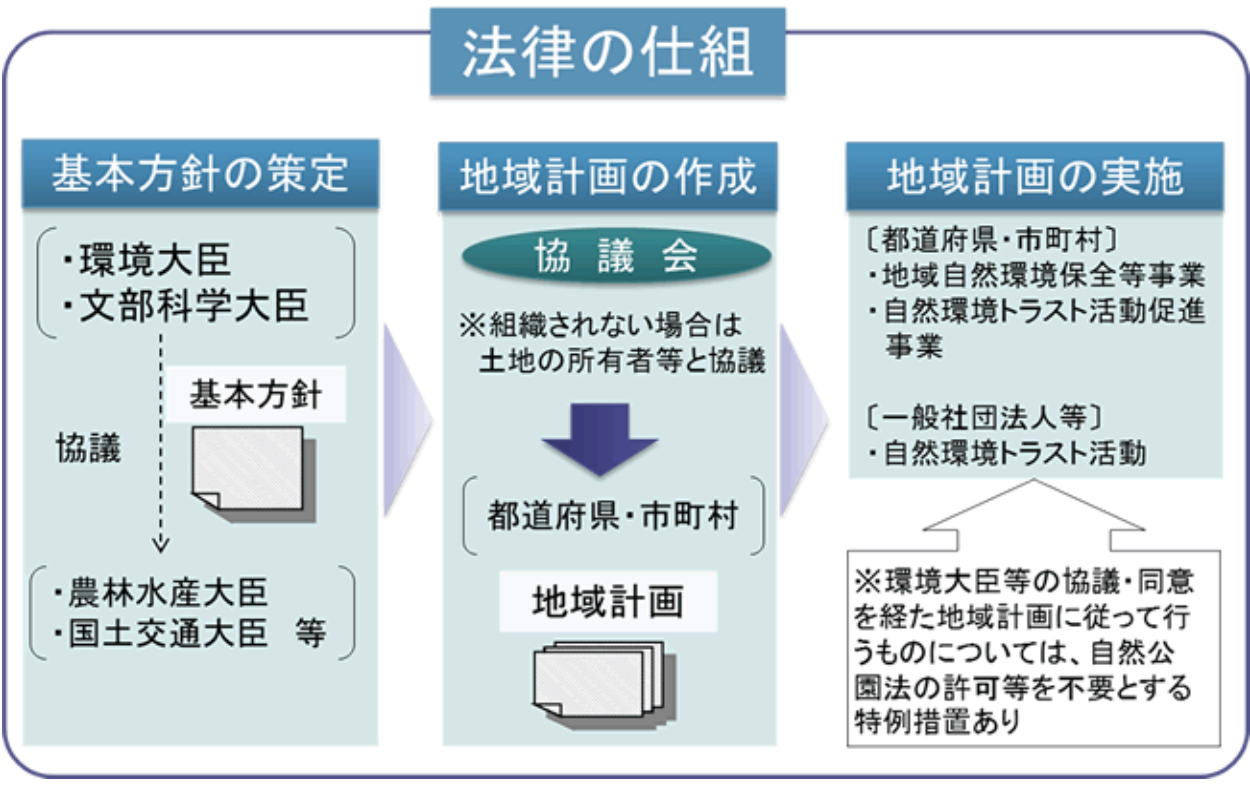 法律の仕組
基本方針の策定
・環境大臣
・文部科学大臣
基本方針
協議
・農林水産大臣
・国土交通大臣 等
地域計画の作成
協議会
※組織されない場合は
土地の所有者等と協議
都道府県・市町村
地域計画
地域計画の実施
〔都道府県・市町村〕
・地域自然環境保全等事業
・自然環境トラスト活動促進
事業
〔一般社団法人等〕
・自然環境トラスト活動
※環境大臣等の協議・同意
を経た地域計画に従って行
うものについては、自然公
園法の許可等を不要とする
特例措置あり